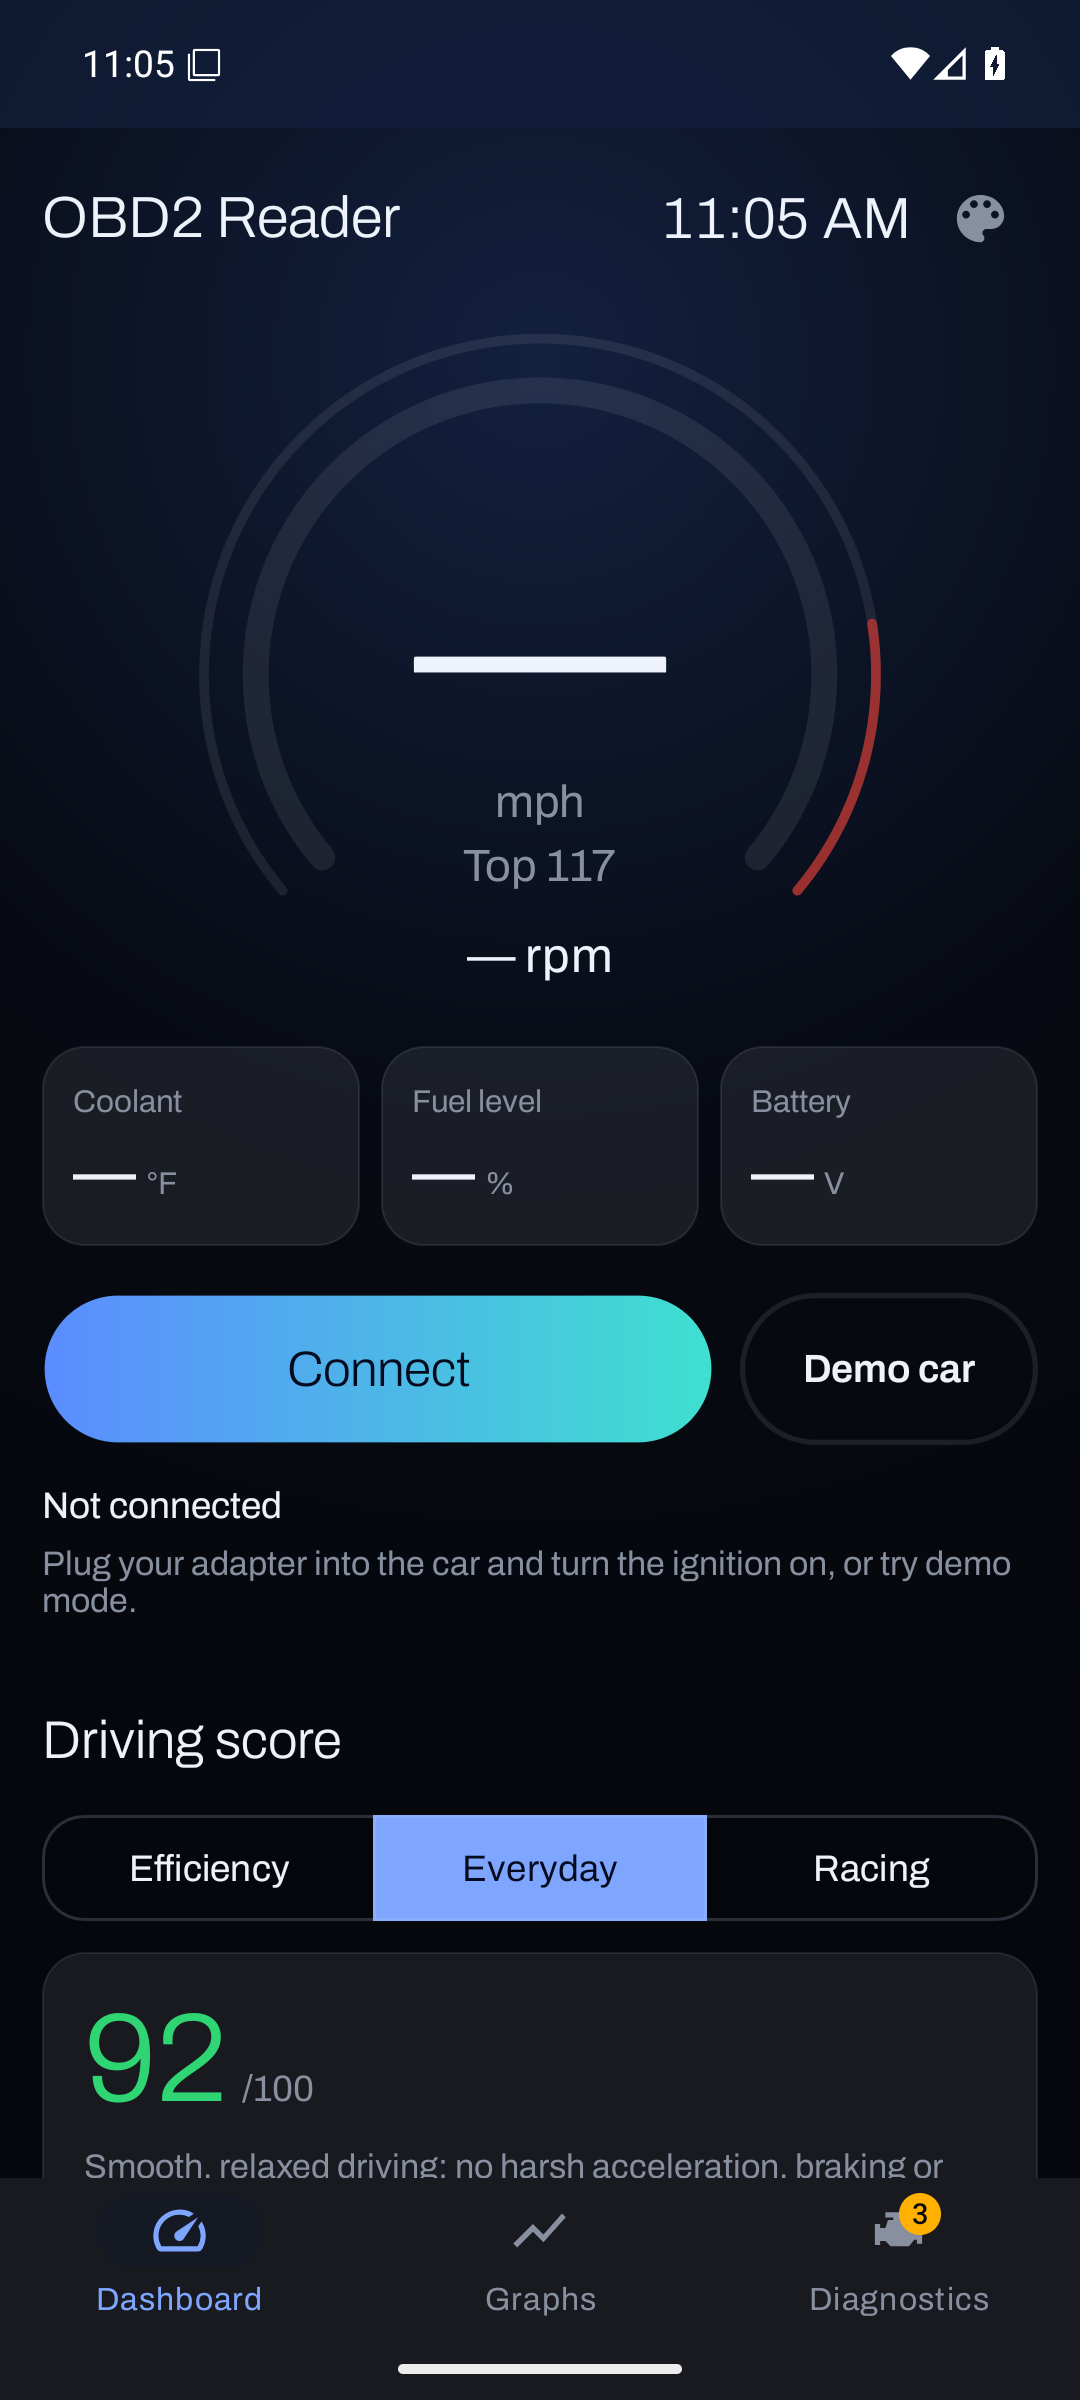 11:05
OBD2 Reader
11:05 AM
—
mph
Top 117
— rpm
Coolant
— °F
Fuel level
— %
Battery
— V
Connect
Demo car
Not connected
Plug your adapter into the car and turn the ignition on, or try demo
mode.
Driving score
Efficiency
Everyday
Racing
92 /100
Smooth, relaxed driving: no harsh acceleration, braking or
3
Dashboard
Graphs
Diagnostics